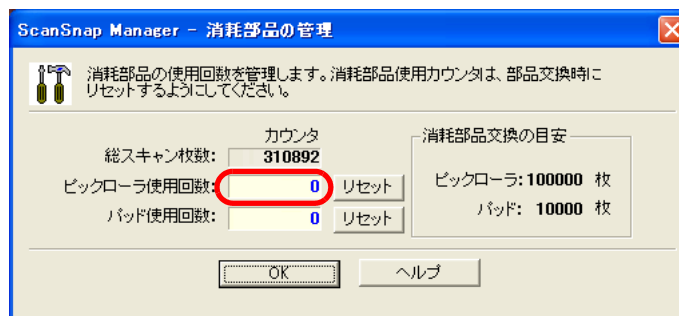 ScanSnap Manager - 消耗部品の管理
消耗部品の使用回数を管理します。消耗部品使用カウンタは、部品交換時に
リセットするようにしてください。
カウンタ
総スキャン枚数: 310892
ピックローラ使用回数: 0 リセット
パッド使用回数: 0 リセット
消耗部品交換の目安
ピックローラ: 100000 枚
パッド: 10000 枚
OK
ヘルプ